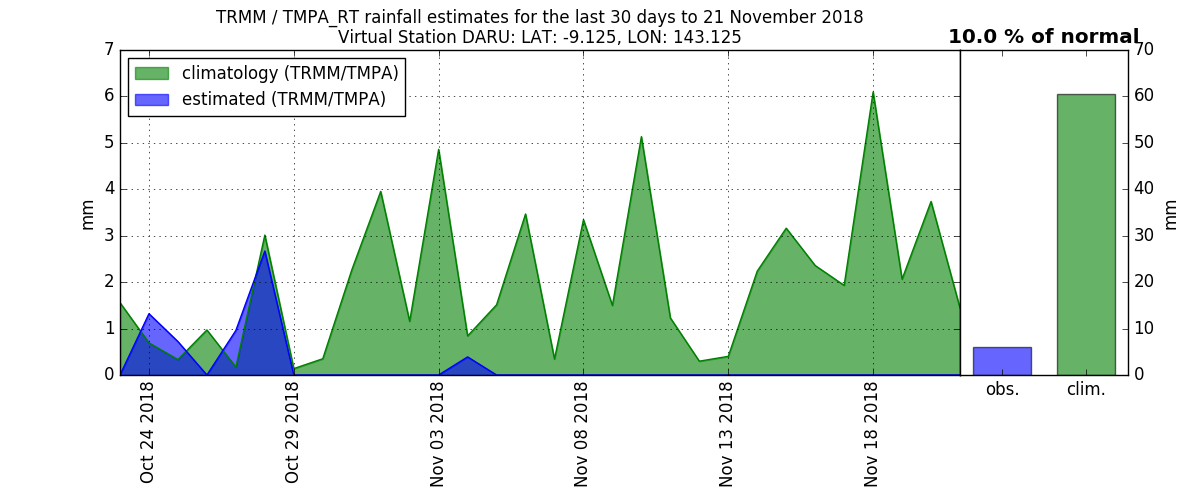 TRMM / TMPA_RT rainfall estimates for the last 30 days to 21 November 2018
Virtual Station DARU: LAT: -9.125, LON: 143.125
10.0 % of normal
climatology (TRMM/TMPA)
estimated (TRMM/TMPA)
7
6
5
4
3
2
1
0
mm
Oct 24 2018
Oct 29 2018
Nov 03 2018
Nov 08 2018
Nov 13 2018
Nov 18 2018
70
60
50
40
30
20
10
0
mm
obs.
clim.